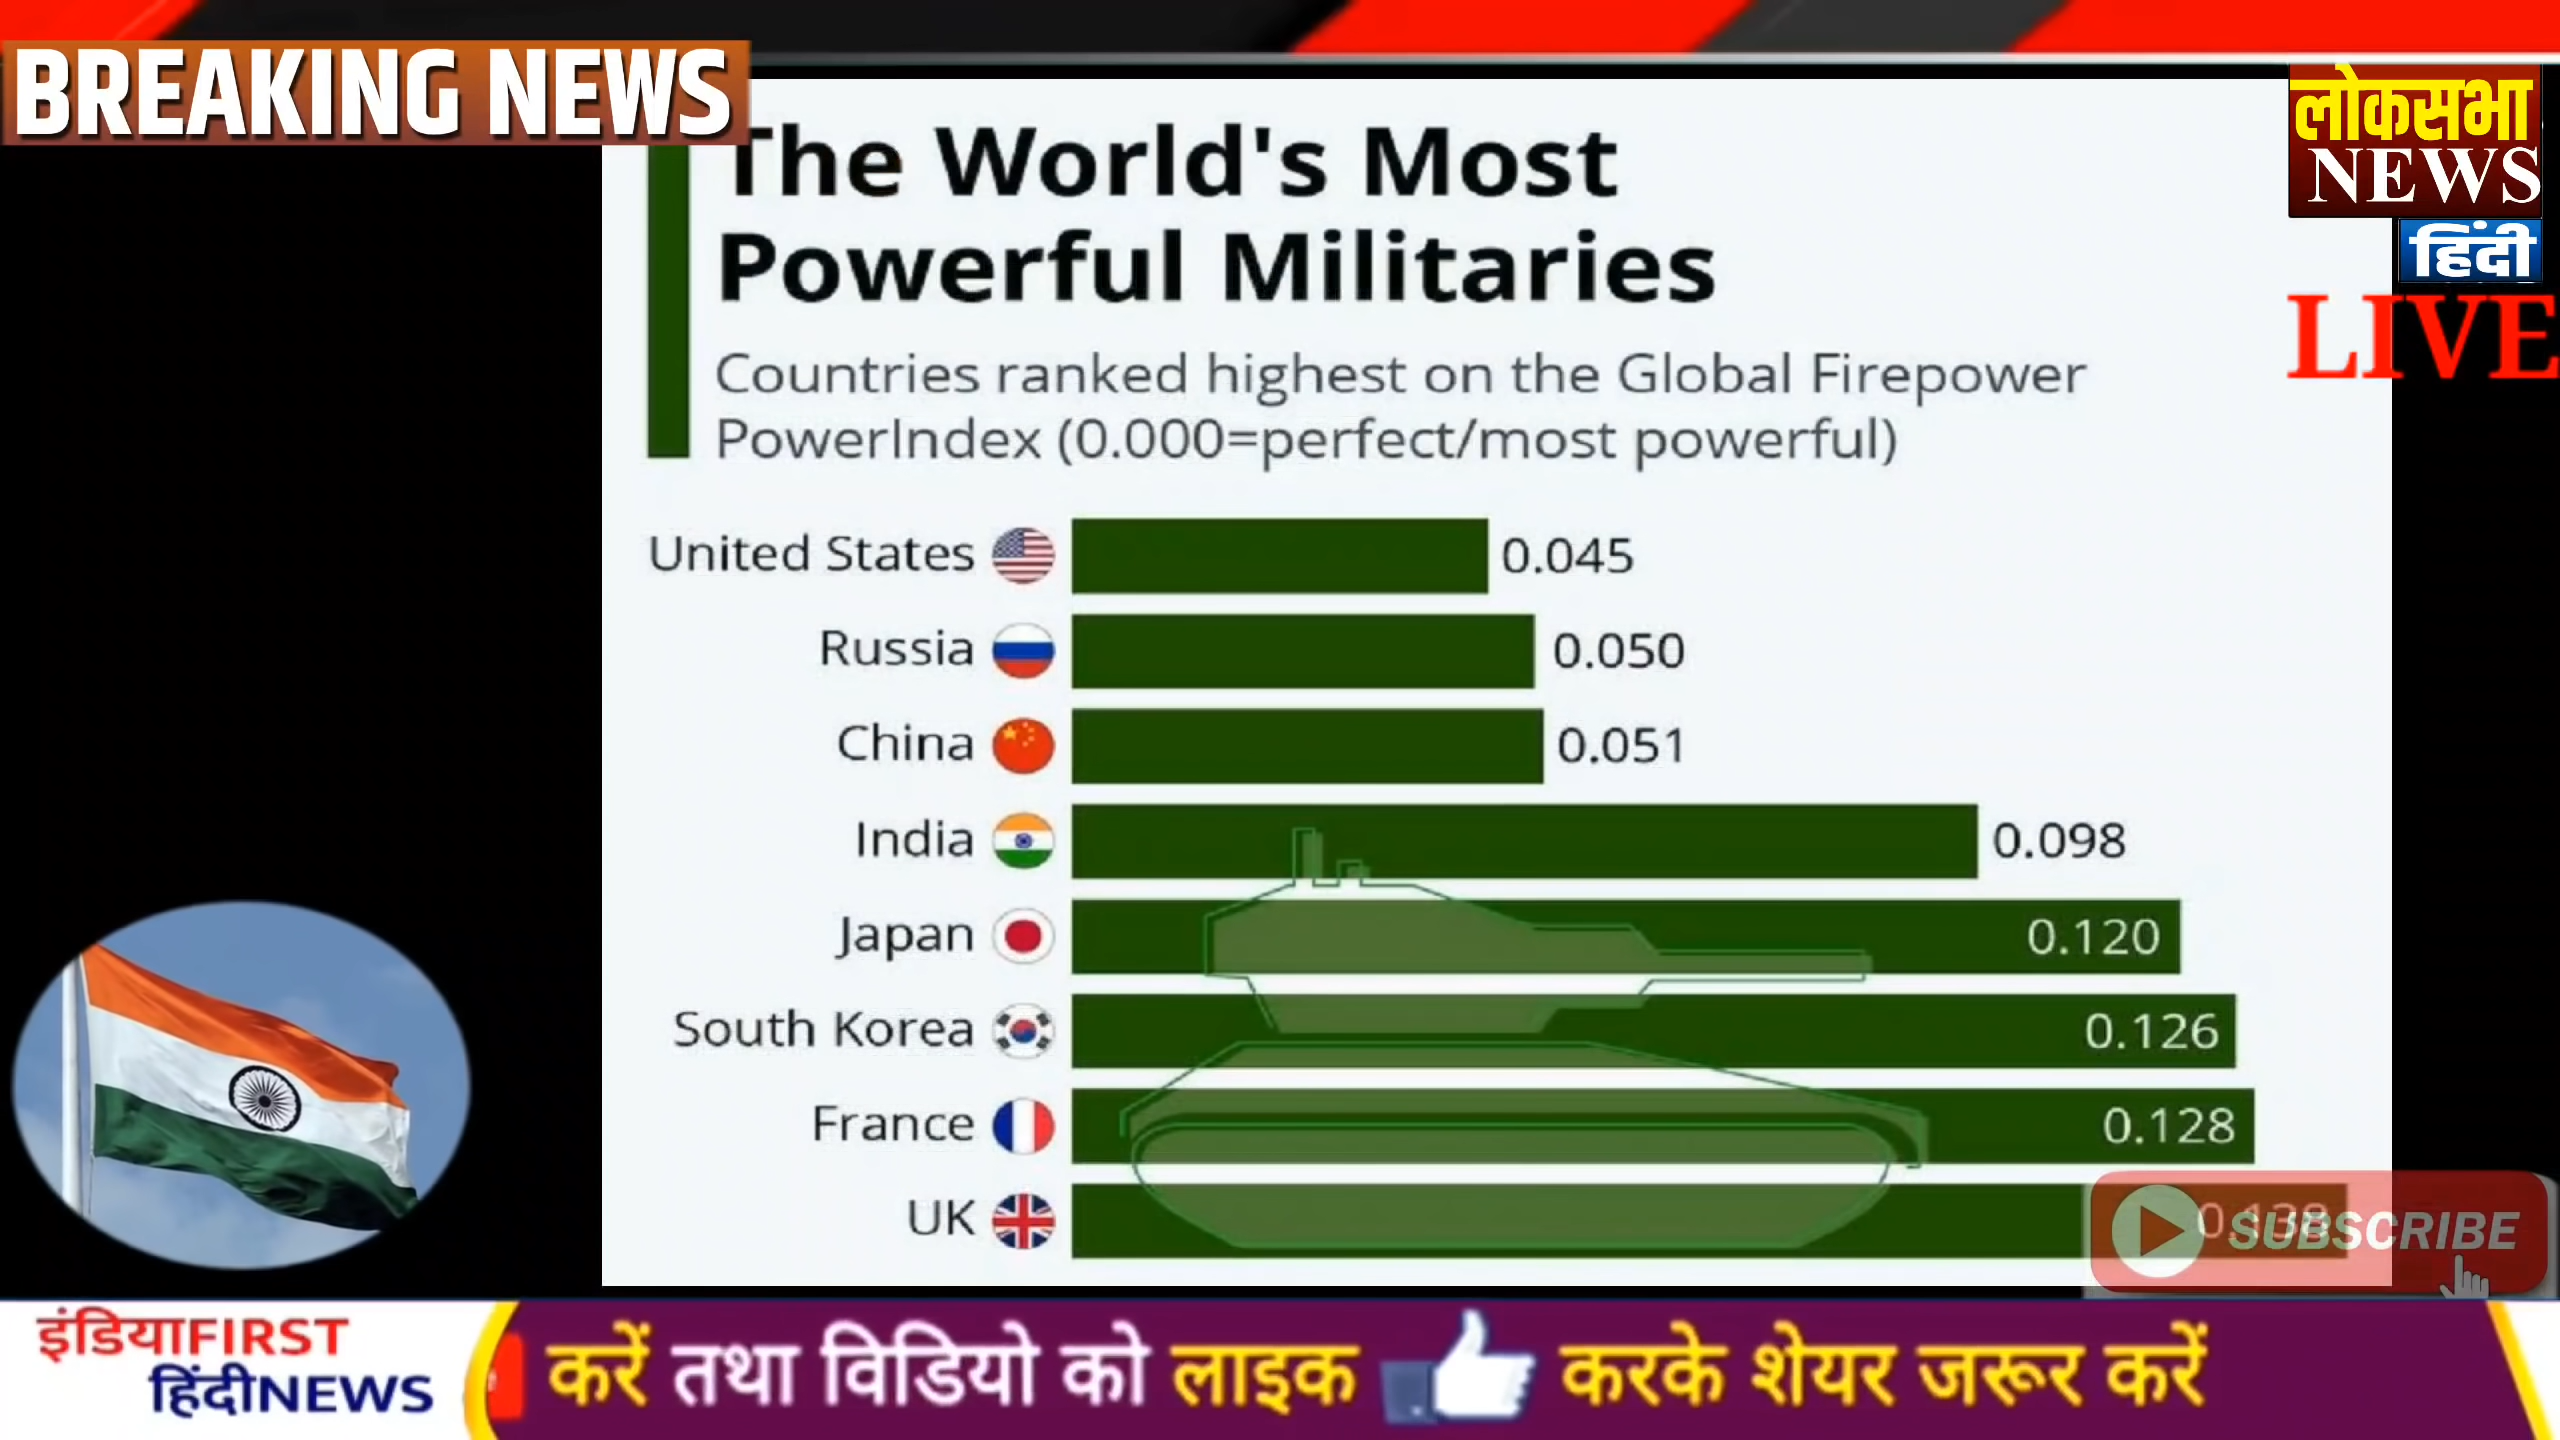 BREAKING NEWS
लोकसभा
NEWS
हिंदी
LIVE
The World's Most
Powerful Militaries
Countries ranked highest on the Global Firepower
PowerIndex (0.000=perfect/most powerful)
United States 0.045
Russia 0.050
China 0.051
India 0.098
Japan 0.120
South Korea 0.126
France 0.128
UK 0.138
SUBSCRIBE
इंडियाFIRST
हिंदीNEWS
करें तथा विडियो को लाइक करके शेयर जरूर करें